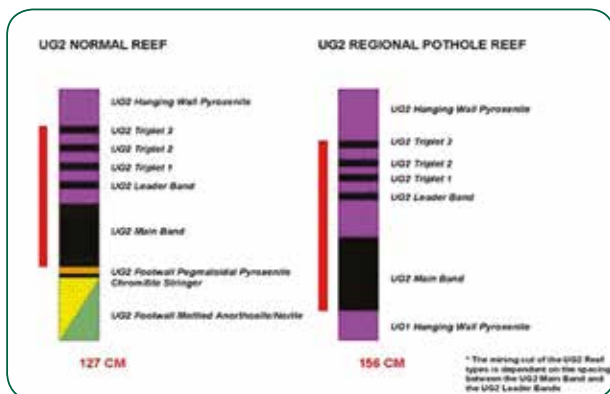 UG2 NORMAL REEF
UG2 Hanging Wall Pyroxenite
UG2 Triplet 3
UG2 Triplet 2
UG2 Triplet 1
UG2 Leader Band
UG2 Main Band
UG2 Footwall Pegmatoidal Pyroxenite
Chromitite Stringer
UG2 Footwall Mottled Anorthosite/Norite
127 CM
UG2 REGIONAL POTHOLE REEF
UG2 Hanging Wall Pyroxenite
UG2 Triplet 3
UG2 Triplet 2
UG2 Triplet 1
UG2 Leader Band
UG2 Main Band
UG1 Hanging Wall Pyroxenite
156 CM
* The mining cut of the UG2 Reef
types is dependant on the spacing
between the UG2 Main Band and
the UG2 Leader Bands